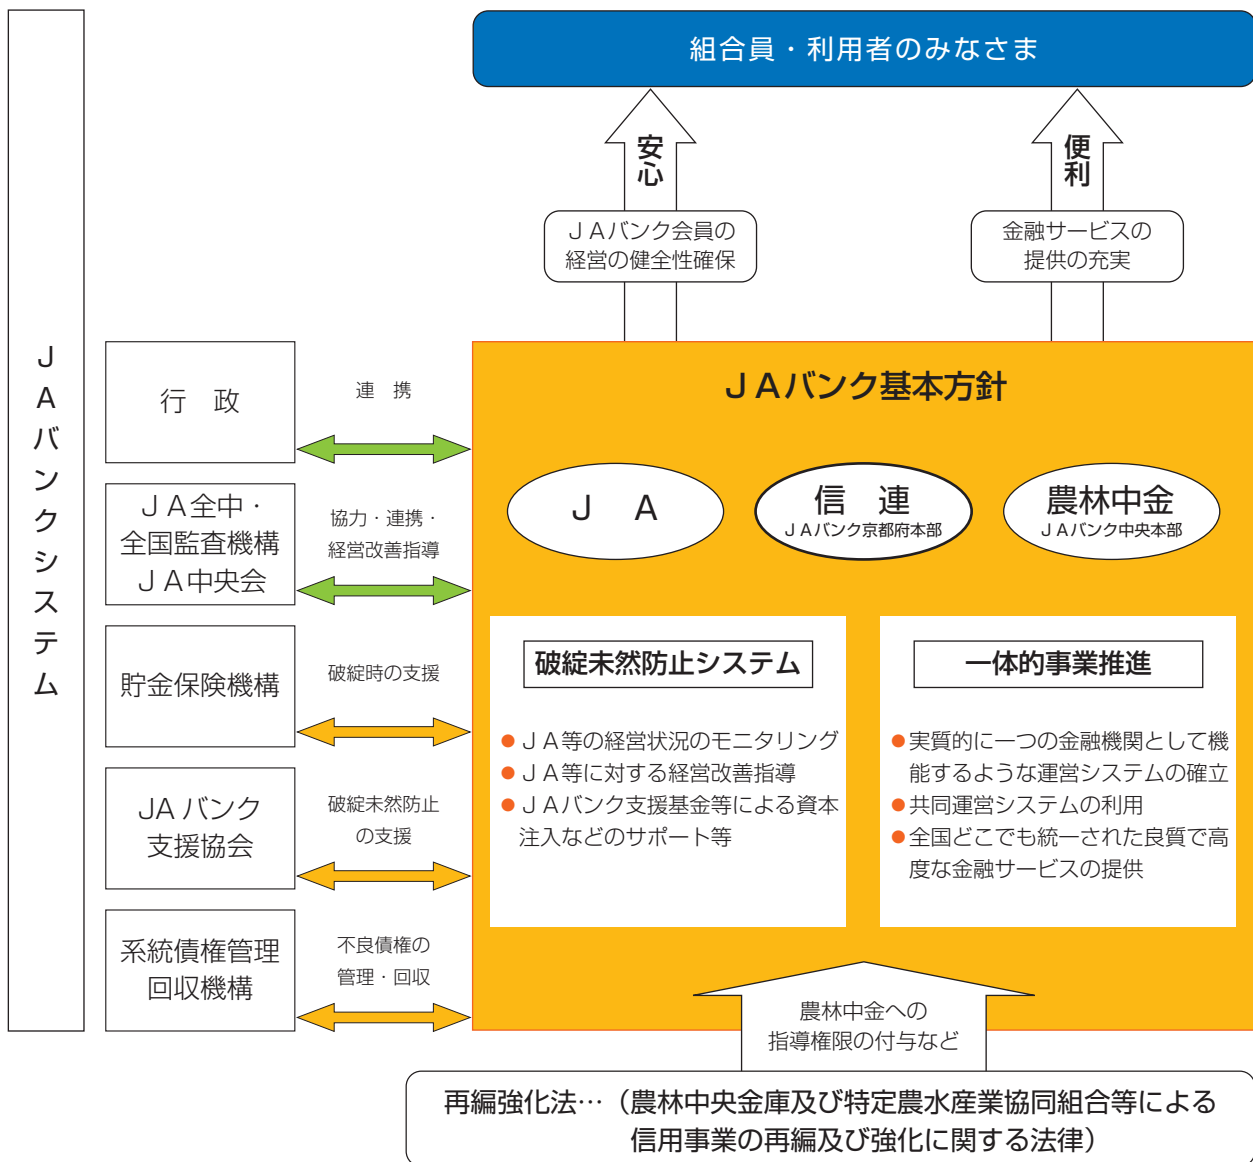 組合員・利用者のみなさま
安心
便利
ＪＡバンク会員の
経営の健全性確保
金融サービスの
提供の充実
ＪＡバンクシステム
行　政
連　携
ＪＡ全中・
全国監査機構
ＪＡ中央会
協力・連携・
経営改善指導
貯金保険機構
破綻時の支援
JAバンク
支援協会
破綻未然防止
の支援
系統債権管理
回収機構
不良債権の
管理・回収
ＪＡバンク基本方針
Ｊ　Ａ
信　連
ＪＡバンク京都府本部
農林中金
ＪＡバンク中央本部
破綻未然防止システム
●ＪＡ等の経営状況のモニタリング
●ＪＡ等に対する経営改善指導
●ＪＡバンク支援基金等による資本
注入などのサポート等
一体的事業推進
●実質的に一つの金融機関として機
能するような運営システムの確立
●共同運営システムの利用
●全国どこでも統一された良質で高
度な金融サービスの提供
農林中金への
指導権限の付与など
再編強化法…（農林中央金庫及び特定農水産業協同組合等による
信用事業の再編及び強化に関する法律）